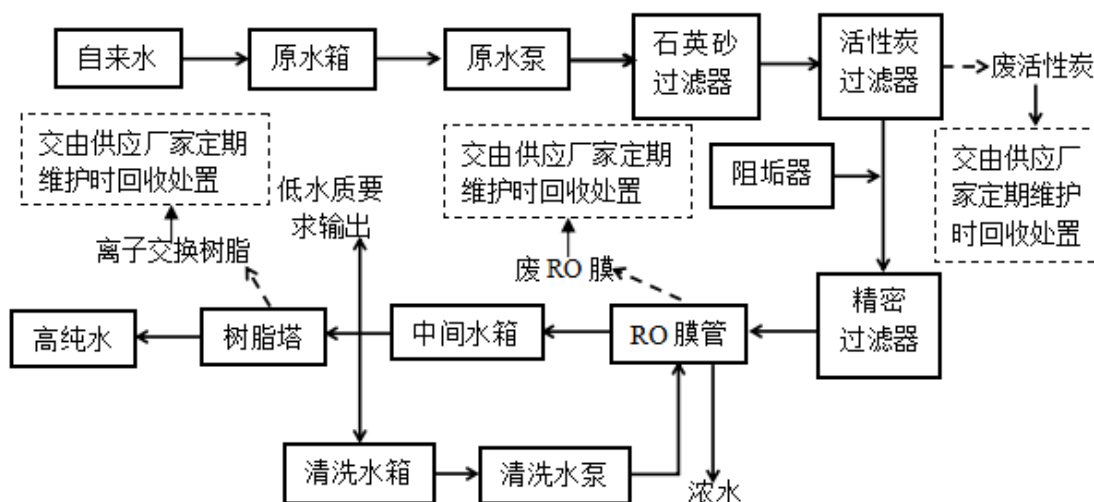 自来水
原水箱
原水泵
石英砂
过滤器
活性炭
过滤器
废活性炭
交由供应厂家定期
维护时回收处置
交由供应厂家定期
维护时回收处置
阻垢器
交由供应厂
家定期维护
时回收处置
低水质要
求输出
离子交换树脂
废RO膜
高纯水
树脂塔
中间水箱
RO膜管
精密
过滤器
清洗水箱
清洗水泵
浓水